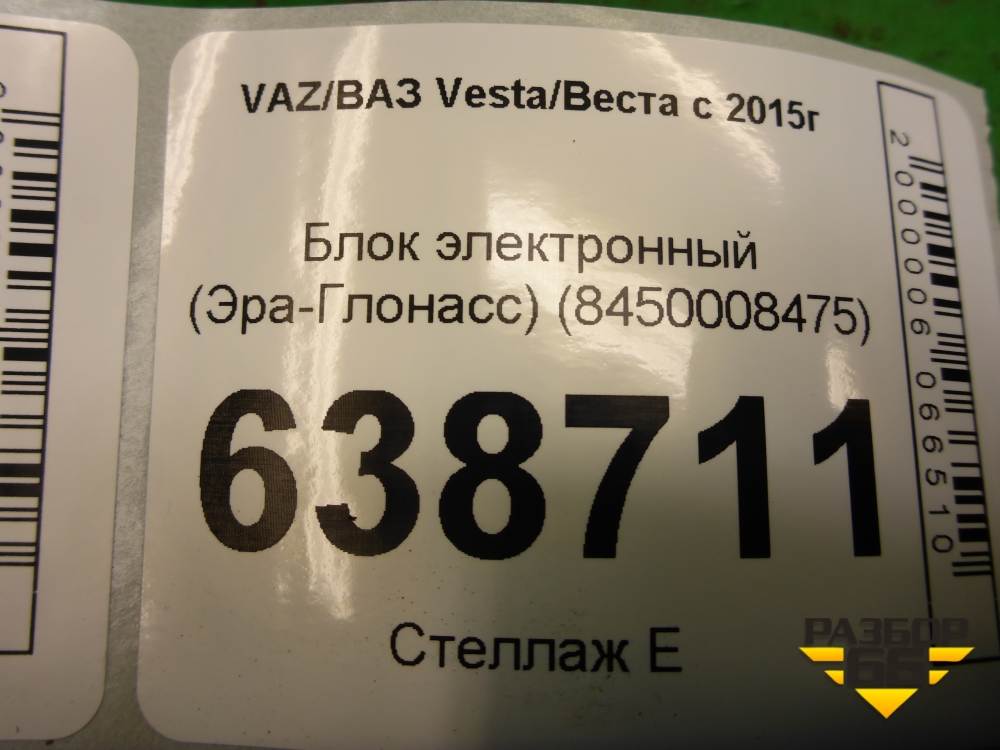 VAZ/ВАЗ Vesta/Веста с 2015г
Блок электронный
(Эра-Глонасс) (8450008475)
638711
Стеллаж Е
2000006066510
РАЗБОР
66